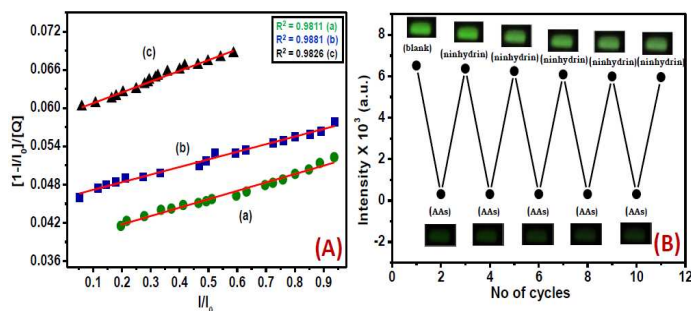 R² = 0.9811 (a)
R² = 0.9881 (b)
R² = 0.9826 (c)
(c)
(b)
(a)
(A)
0.072
0.066
0.060
0.054
0.048
0.042
0.036
[1-I/I₀]/[Q]
0.1 0.2 0.3 0.4 0.5 0.6 0.7 0.8 0.9
I/I₀
B
(blank) (ninhydrin) (ninhydrin) (ninhydrin) (ninhydrin) (ninhydrin)
8
6
4
2
0
-2
Intensity X 10³ (a.u.)
(AAs) (AAs) (AAs) (AAs) (AAs)
(B)
0 2 4 6 8 10 12
No of cycles